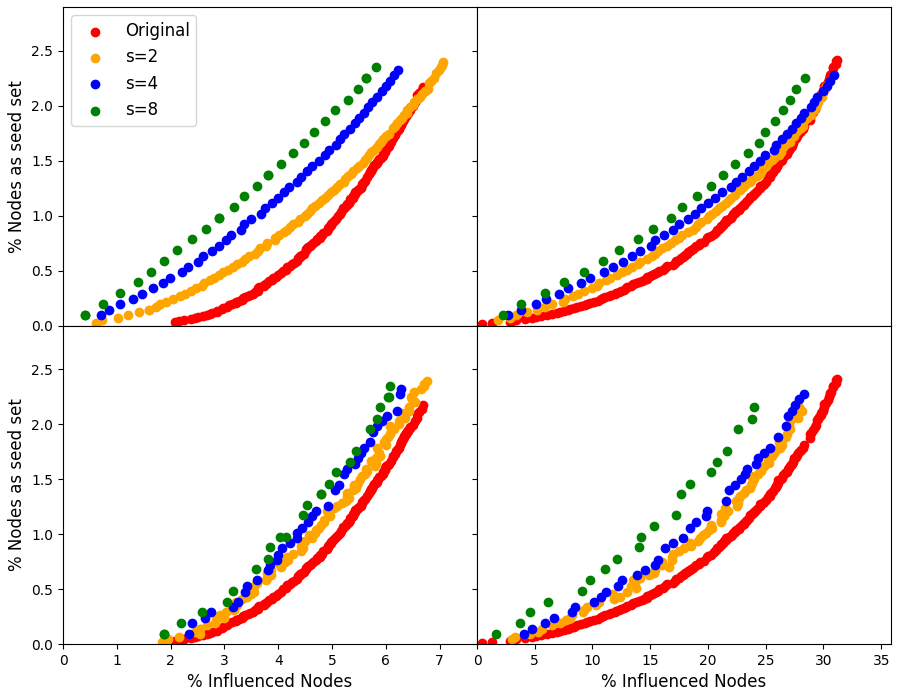 Original
s=2
s=4
s=8
% Nodes as seed set
2.5
2.0
1.5
1.0
0.5
0.0
% Nodes as seed set
2.5
2.0
1.5
1.0
0.5
0.0
0 1 2 3 4 5 6 7
0 5 10 15 20 25 30 35
% Influenced Nodes
% Influenced Nodes